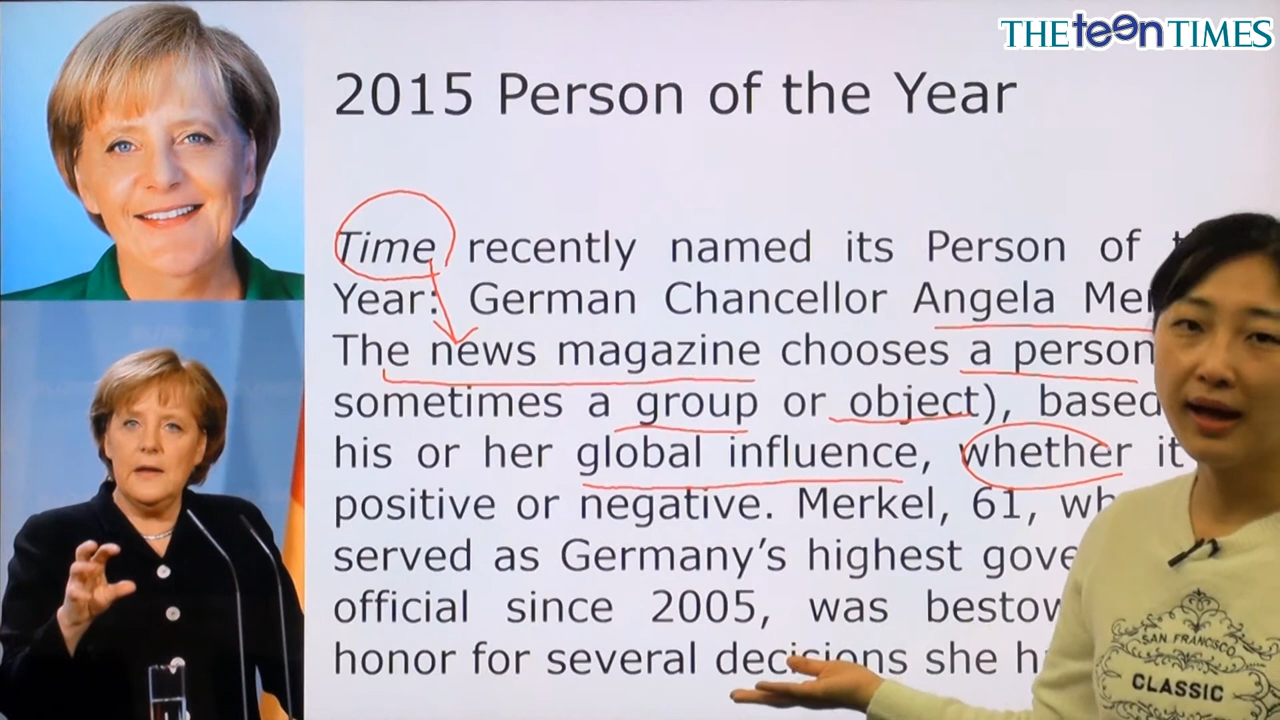 THE teen TIMES
2015 Person of the Year
Time recently named its Person of
Year: German Chancellor Angela
The news magazine chooses a person
sometimes a group or object), based
his or her global influence, whether it
positive or negative. Merkel, 61,
served as Germany's highest
official since 2005, was
honor for several decisions she
SAN FRANCISCO
CLASSIC